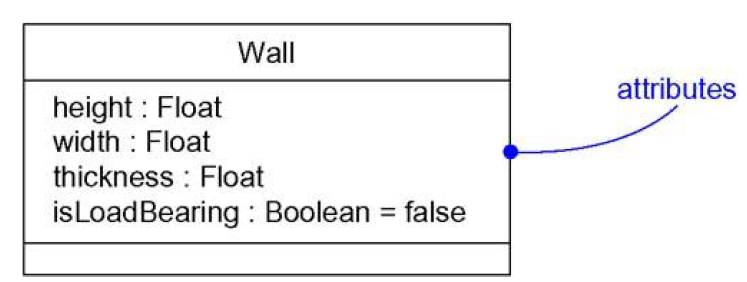 Wall
attributes
height : Float
width : Float
thickness : Float
isLoadBearing : Boolean = false